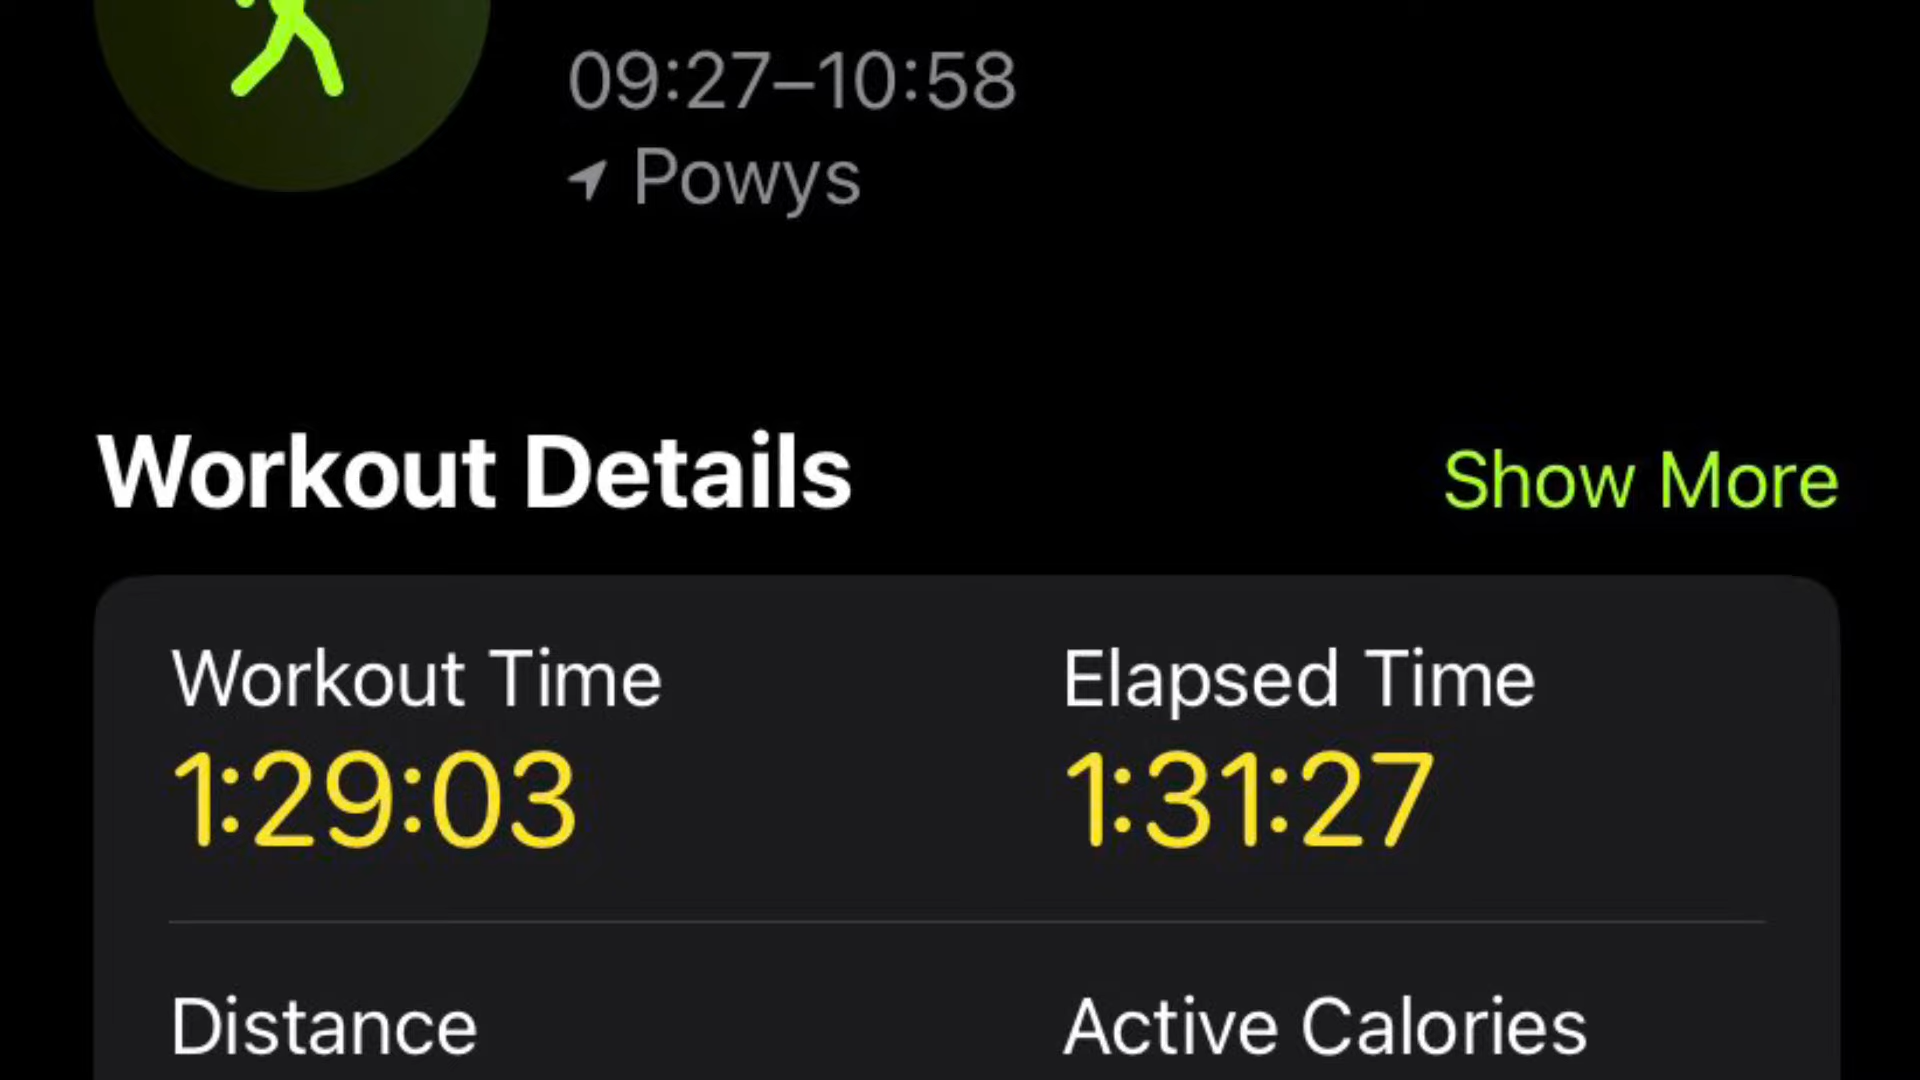 09:27–10:58
Powys
Workout Details
Show More
Workout Time
Elapsed Time
1:29:03
1:31:27
Distance
Active Calories